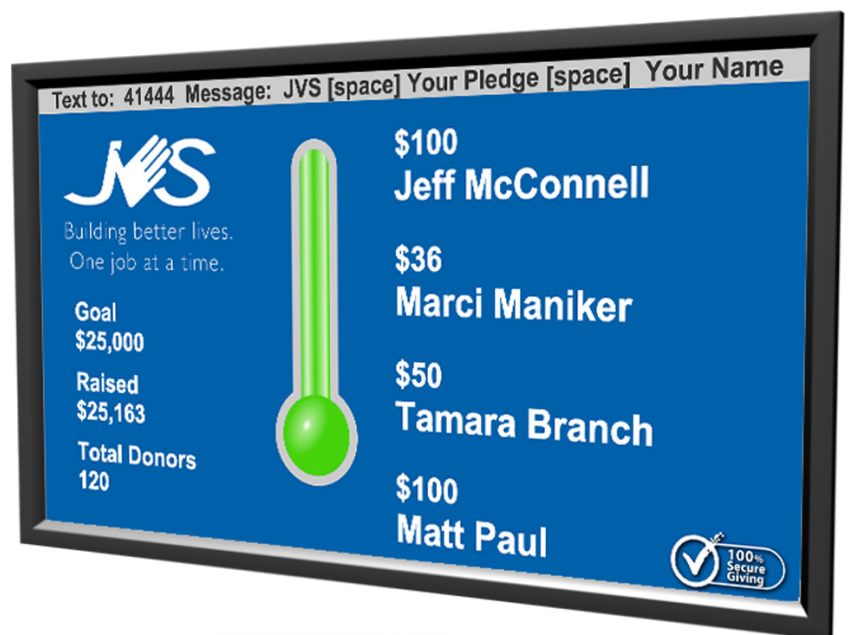 Text to: 41444 Message: JVS [space] Your Pledge [space] Your Name
JVS
Building better lives.
One job at a time.
Goal
$25,000
Raised
$25,163
Total Donors
120
$100
Jeff McConnell
$36
Marci Maniker
$50
Tamara Branch
$100
Matt Paul
100%
Secure
Giving